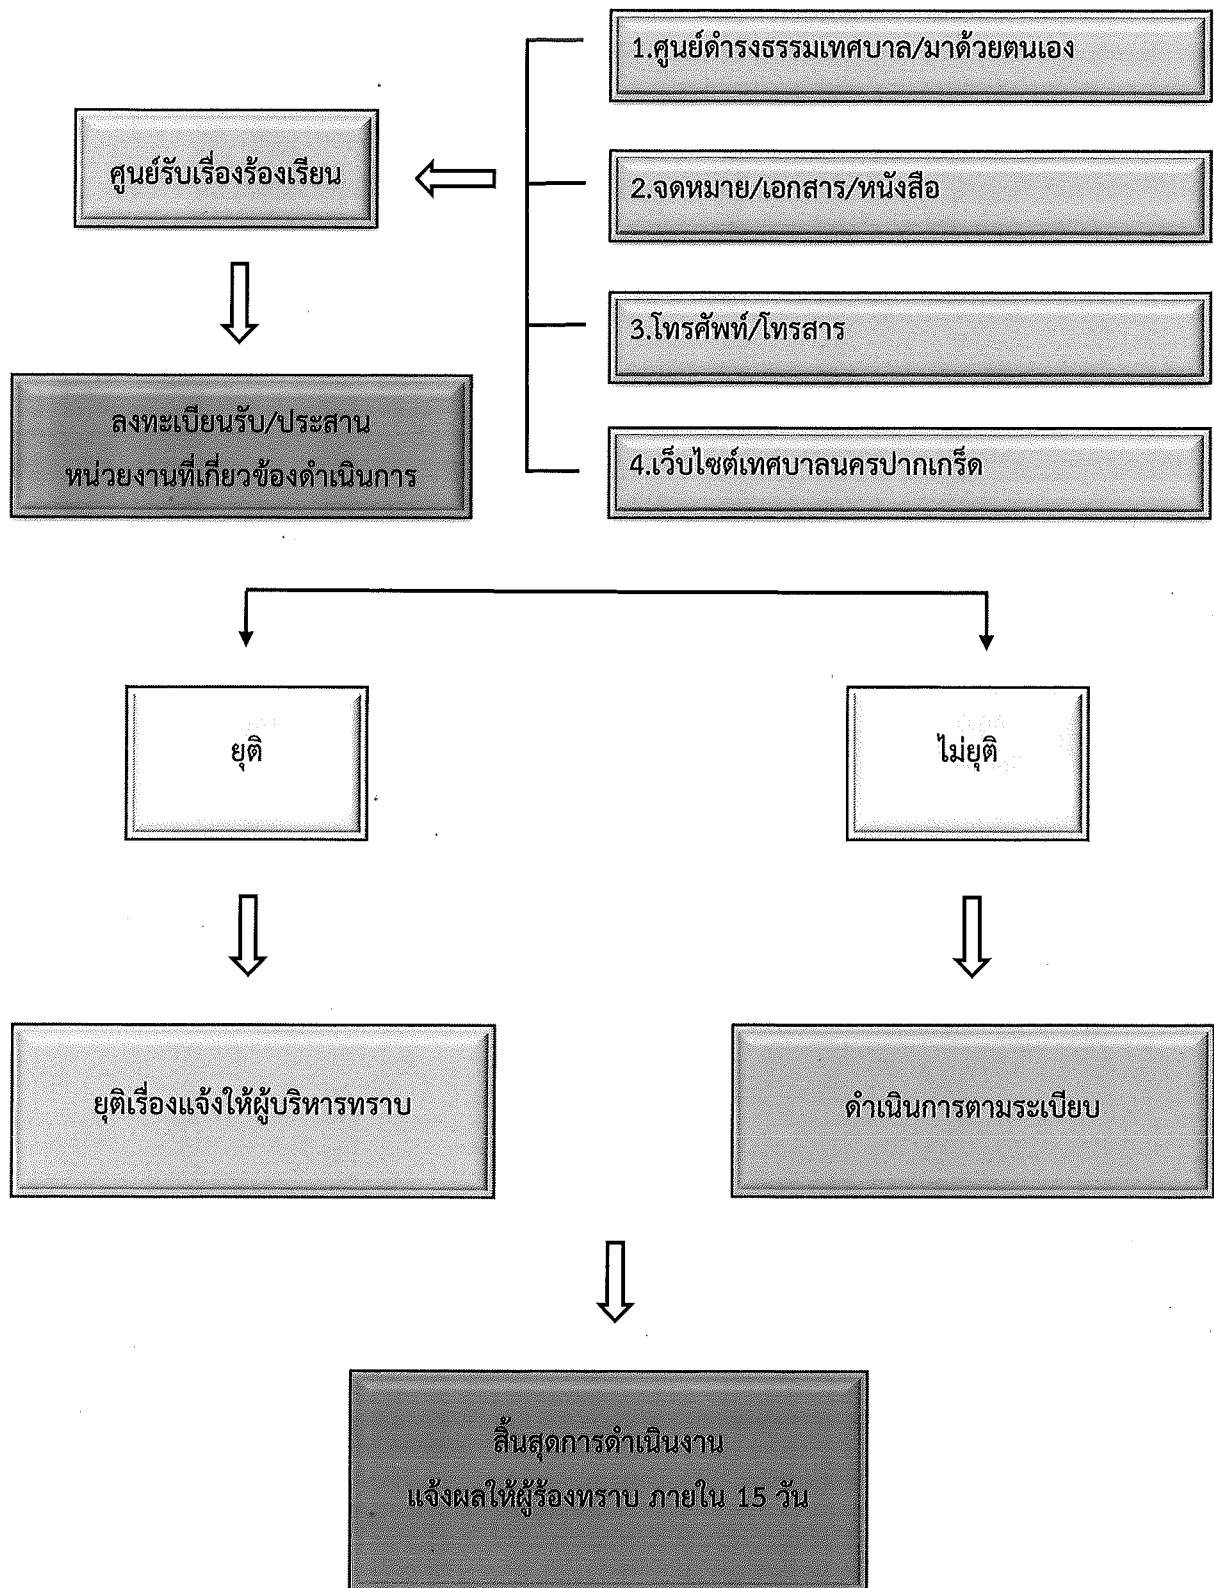 1.ศูนย์ดำรงธรรมเทศบาล/มาด้วยตนเอง
ศูนย์รับเรื่องร้องเรียน
2.จดหมาย/เอกสาร/หนังสือ
3.โทรศัพท์/โทรสาร
ลงทะเบียนรับ/ประสาน
หน่วยงานที่เกี่ยวข้องดำเนินการ
4.เว็บไซต์เทศบาลนครปากเกร็ด
ยุติ
ไม่ยุติ
ยุติเรื่องแจ้งให้ผู้บริหารทราบ
ดำเนินการตามระเบียบ
สิ้นสุดการดำเนินงาน
แจ้งผลให้ผู้ร้องทราบ ภายใน 15 วัน